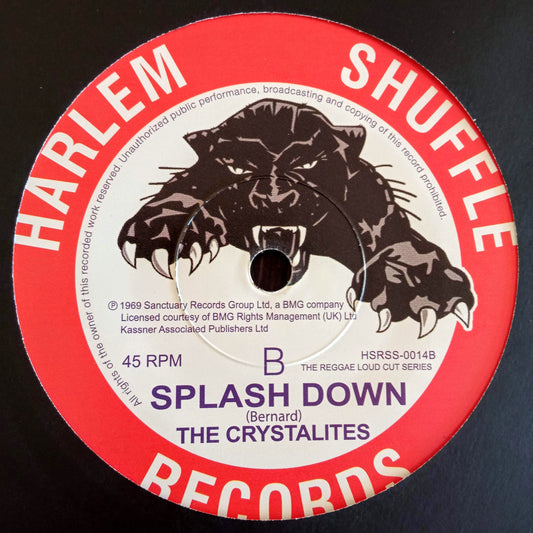 HARLEM SHUFFLE
All rights of the owner of this recorded work reserved. Unauthorized public performance, broadcasting and copying of this record prohibited.
℗ 1969 Sanctuary Records Group Ltd, a BMG company
Licensed courtesy of BMG Rights Management (UK) Ltd
Kassner Associated Publishers Ltd
45 RPM
B
HSRSS-0014B
THE REGGAE LOUD CUT SERIES
SPLASH DOWN
(Bernard)
THE CRYSTALITES
RECORDS